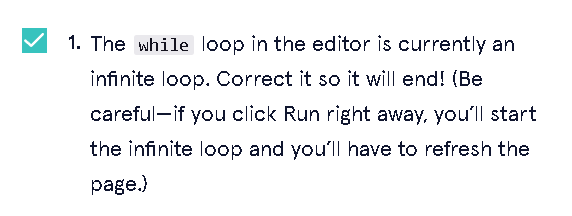 1. The while loop in the editor is currently an
infinite loop. Correct it so it will end! (Be
careful—if you click Run right away, you'll start
the infinite loop and you'll have to refresh the
page.)